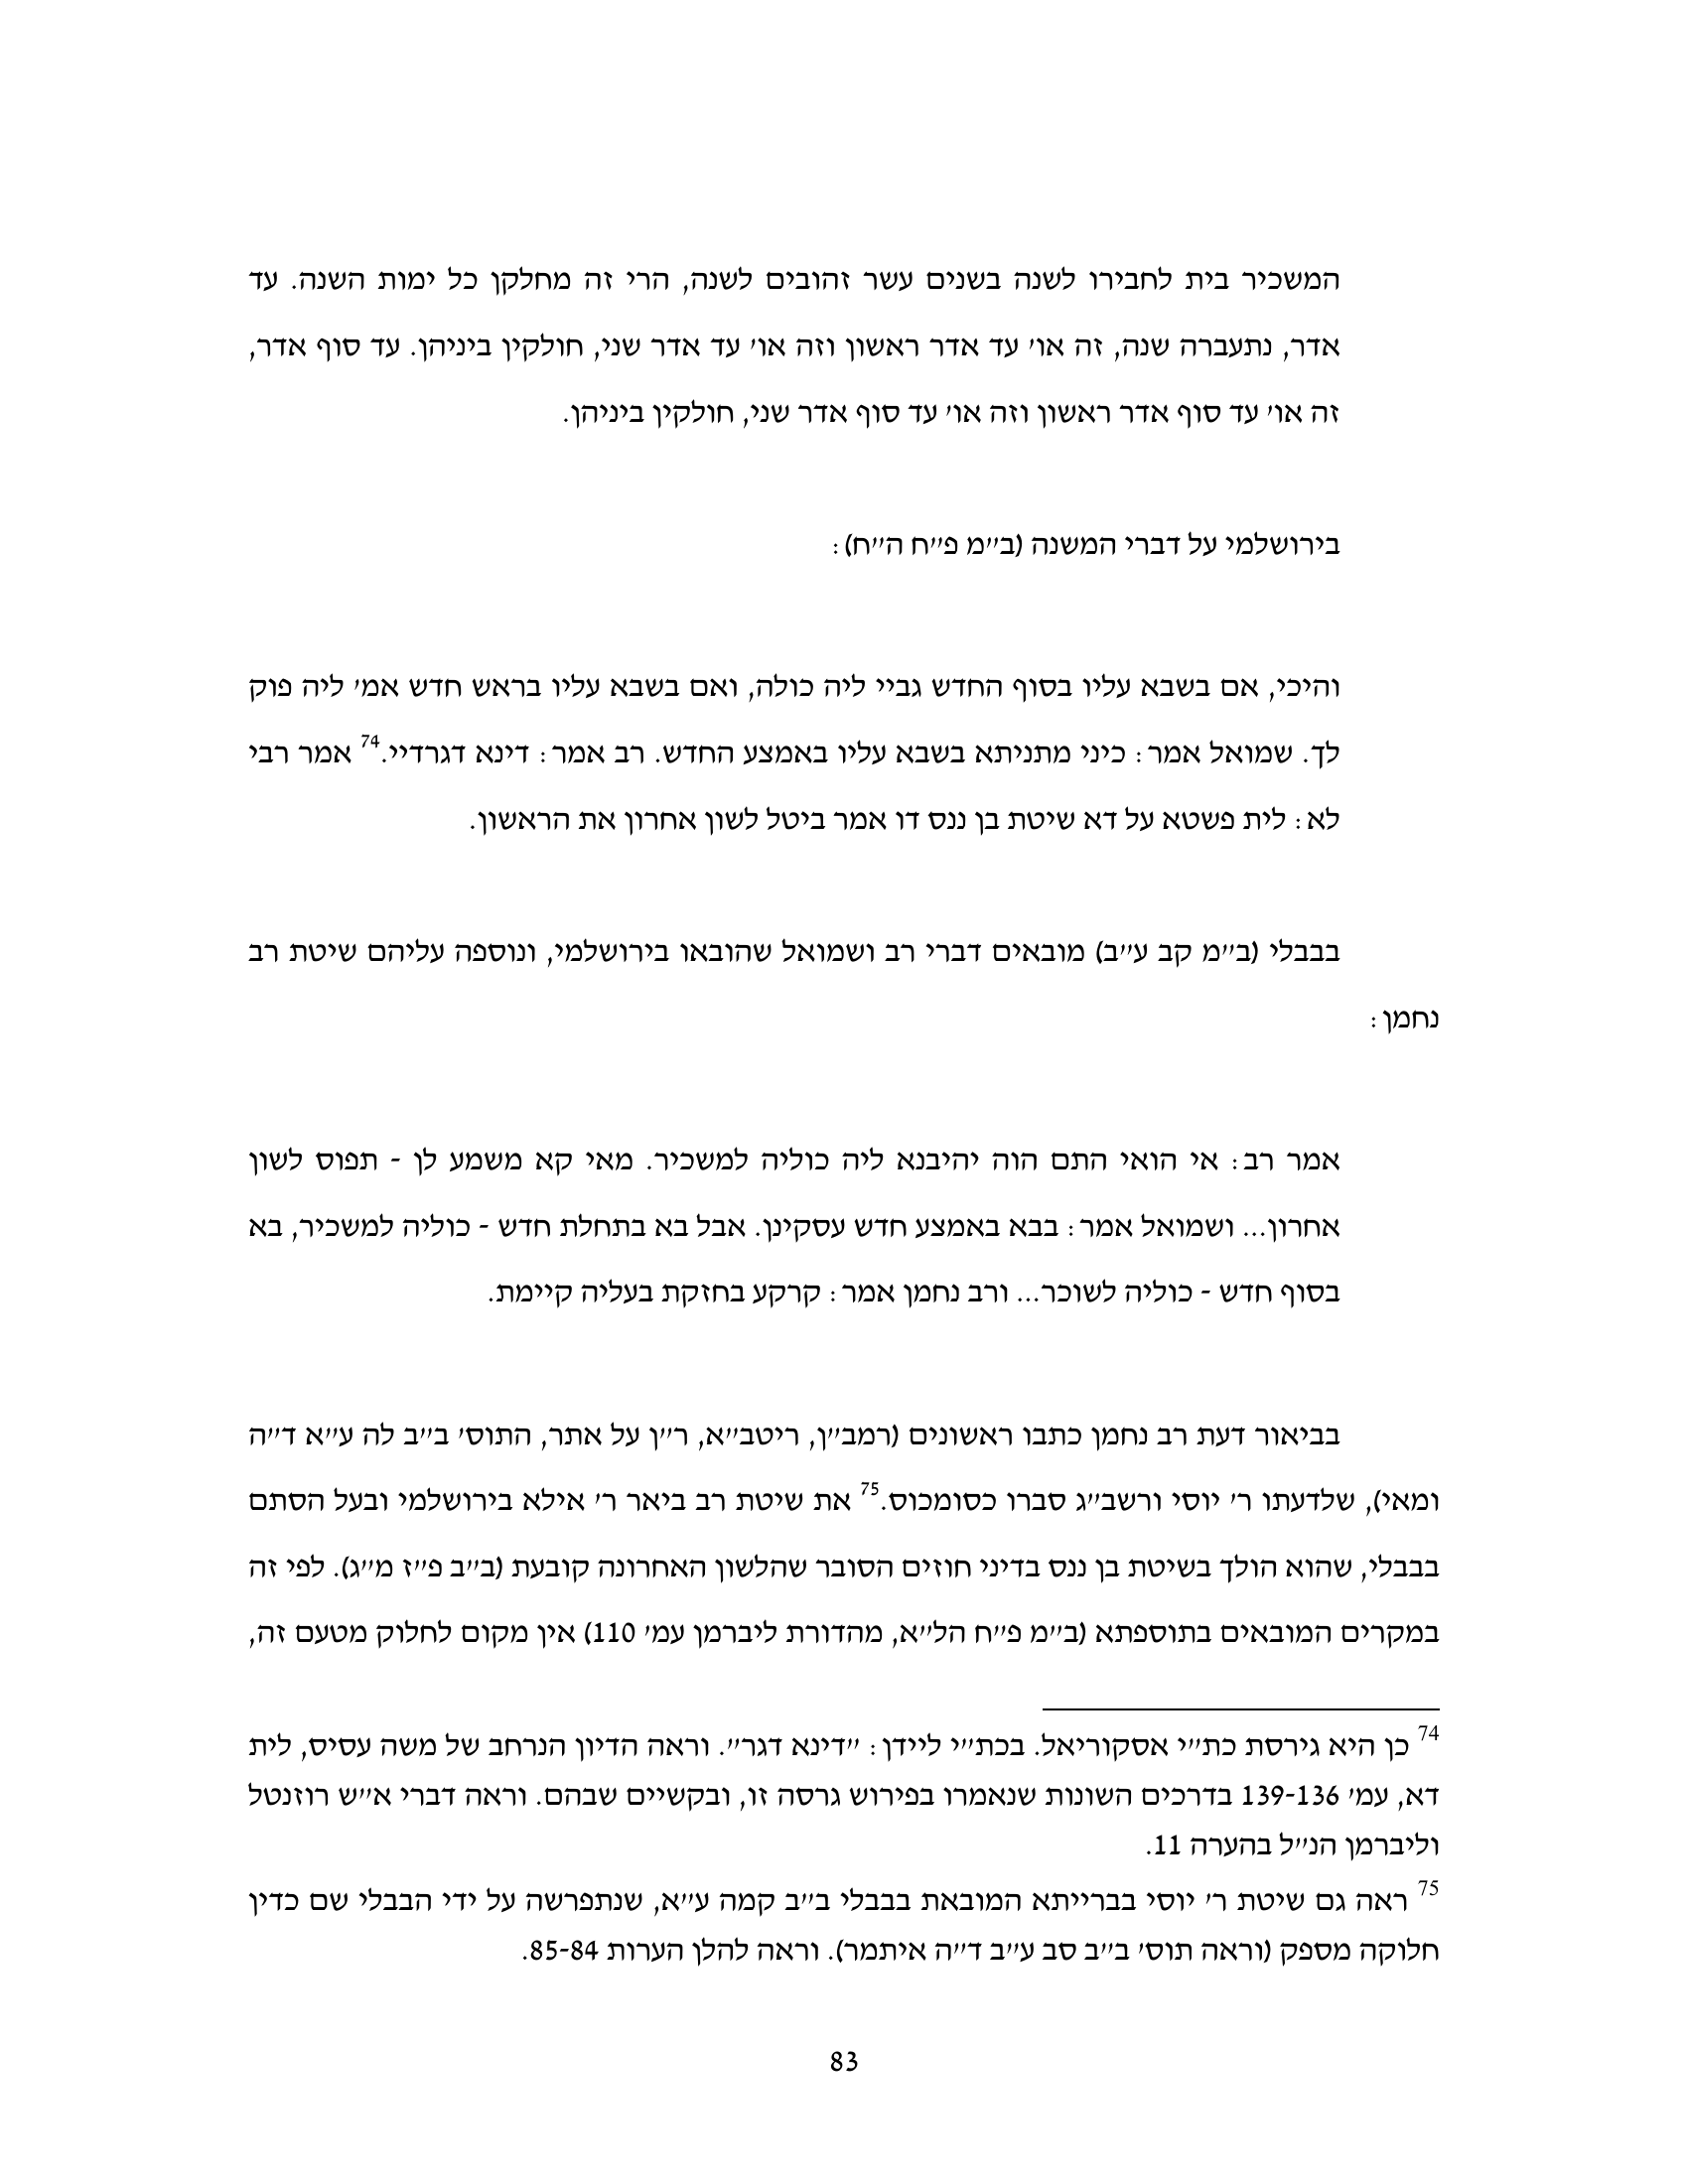 המשכיר בית לחבירו לשנה בשנים עשר זהובים לשנה, הרי זה מחלקן כל ימות השנה. עד
אדר, נתעברה שנה, זה או' עד אדר ראשון וזה או' עד אדר שני, חולקין ביניהן. עד סוף אדר,
זה או' עד סוף אדר ראשון וזה או' עד סוף אדר שני, חולקין ביניהן.
בירושלמי על דברי המשנה (ב"מ פ"ח ה"ח):
והיכי, אם בשבא עליו בסוף החדש גביי ליה כולה, ואם בשבא עליו בראש חדש אמ' ליה פוק
לך. שמואל אמר: כיני מתניתא בשבא עליו באמצע החדש. רב אמר: דינא דגרדיי.74 אמר רבי
לא: לית פשטא על דא שיטת בן ננס דו אמר ביטל לשון אחרון את הראשון.
בבבלי (ב"מ קב ע"ב) מובאים דברי רב ושמואל שהובאו בירושלמי, ונוספה עליהם שיטת רב
נחמן:
אמר רב: אי הואי התם הוה יהיבנא ליה כוליה למשכיר. מאי קא משמע לן - תפוס לשון
אחרון... ושמואל אמר: בבא באמצע חדש עסקינן. אבל בא בתחלת חדש - כוליה למשכיר, בא
בסוף חדש - כוליה לשוכר... ורב נחמן אמר: קרקע בחזקת בעליה קיימת.
בביאור דעת רב נחמן כתבו ראשונים (רמב"ן, ריטב"א, ר"ן על אתר, התוס' ב"ב לה ע"א ד"ה
ומאי), שלדעתו ר' יוסי ורשב"ג סברו כסומכוס.75 את שיטת רב ביאר ר' אילא בירושלמי ובעל הסתם
בבבלי, שהוא הולך בשיטת בן ננס בדיני חוזים הסובר שהלשון האחרונה קובעת (ב"ב פ"ז מ"ג). לפי זה
במקרים המובאים בתוספתא (ב"מ פ"ח הל"א, מהדורת ליברמן עמ' 110) אין מקום לחלוק מטעם זה,
74 כן היא גירסת כת"י אסקוריאל. בכת"י ליידן: "דינא דגר". וראה הדיון הנרחב של משה עסיס, לית
דא, עמ' 139-136 בדרכים השונות שנאמרו בפירוש גרסה זו, ובקשיים שבהם. וראה דברי א"ש רוזנטל
וליברמן הנ"ל בהערה 11.
75 ראה גם שיטת ר' יוסי בברייתא המובאת בבבלי ב"ב קמה ע"א, שנתפרשה על ידי הבבלי שם כדין
חלוקה מספק (וראה תוס' ב"ב סב ע"ב ד"ה איתמר). וראה להלן הערות 85-84.
83